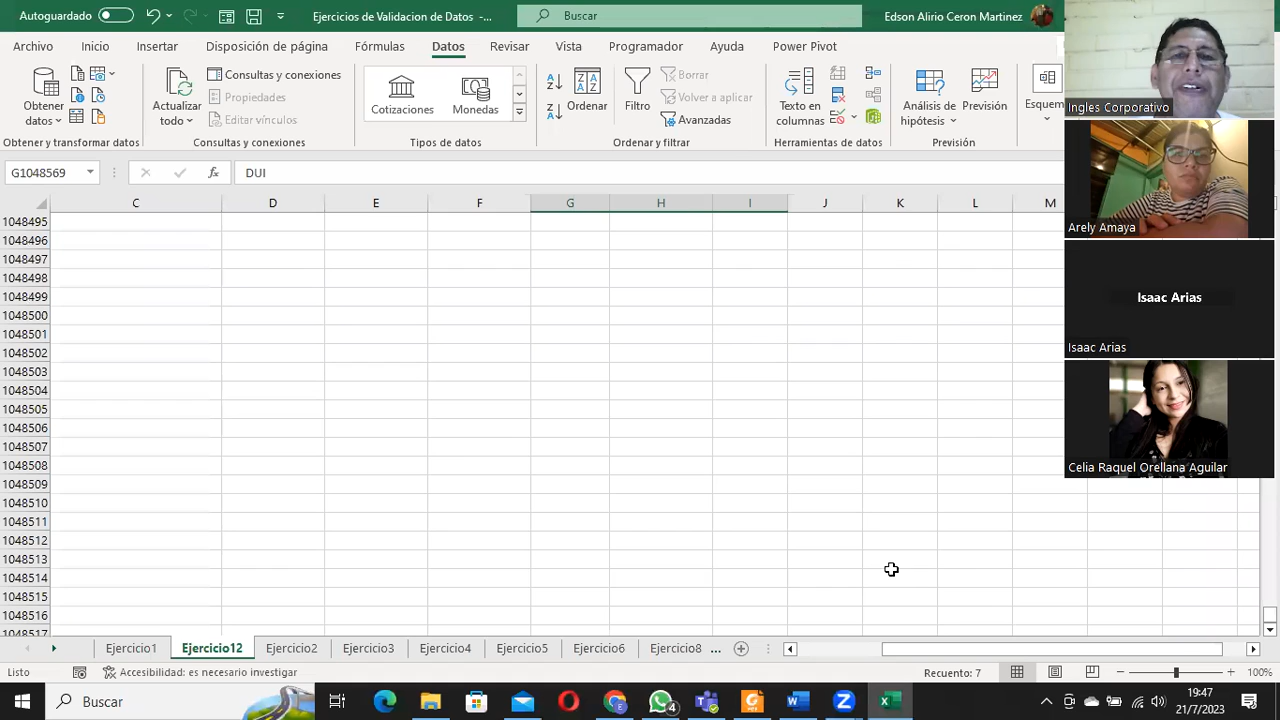 Autoguardado
Ejercicios de Validacion de Datos -...
Buscar
Edson Alirio Ceron Martinez
Archivo Inicio Insertar Disposición de página Fórmulas Datos Revisar Vista Programador Ayuda Power Pivot
Obtener datos
Obtener y transformar datos
Actualizar todo
Consultas y conexiones
Propiedades
Editar vínculos
Consultas y conexiones
Cotizaciones
Monedas
Tipos de datos
Ordenar
Filtro
Borrar
Volver a aplicar
Avanzadas
Ordenar y filtrar
Texto en columnas
Herramientas de datos
Análisis de hipótesis
Previsión
Previsión
Esquem
G1048569
DUI
C D E F G H I J K L M
1048495
1048496
1048497
1048498
1048499
1048500
1048501
1048502
1048503
1048504
1048505
1048506
1048507
1048508
1048509
1048510
1048511
1048512
1048513
1048514
1048515
1048516
1048517
Ingles Corporativo
Arely Amaya
Isaac Arias
Isaac Arias
Celia Raquel Orellana Aguilar
Ejercicio1 Ejercicio12 Ejercicio2 Ejercicio3 Ejercicio4 Ejercicio5 Ejercicio6 Ejercicio8 ...
Listo
Accesibilidad: es necesario investigar
Recuento: 7
100%
Buscar
4
19:47
21/7/2023